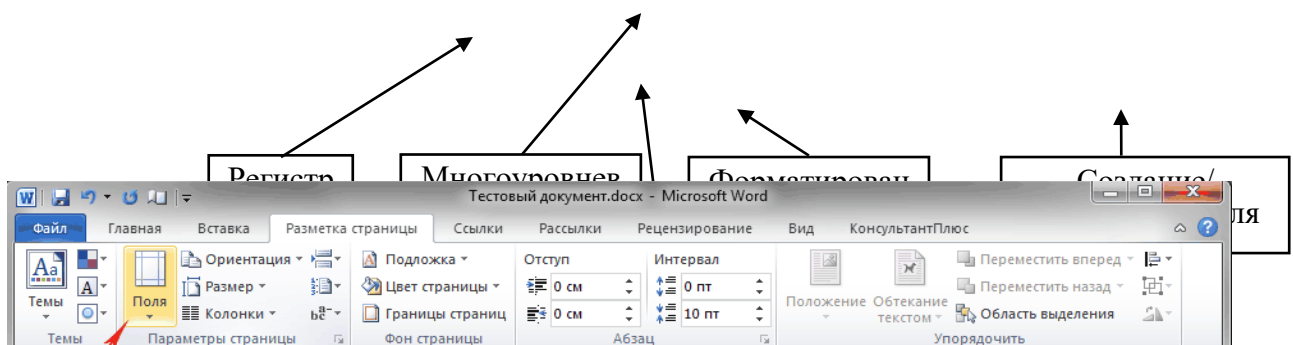 Регистр
Многоуровнев
Форматирован
Создание/
ля
Тестовый документ.docx - Microsoft Word
Файл Главная Вставка Разметка страницы Ссылки Рассылки Рецензирование Вид КонсультантПлюс
Ориентация Подложка Отступ Интервал Переместить вперед
Темы Поля Размер Цвет страницы 0 см 0 пт Положение Обтекание текстом Переместить назад
Колонки Границы страниц 0 см 10 пт Область выделения
Темы Параметры страницы Фон страницы Абзац Упорядочить